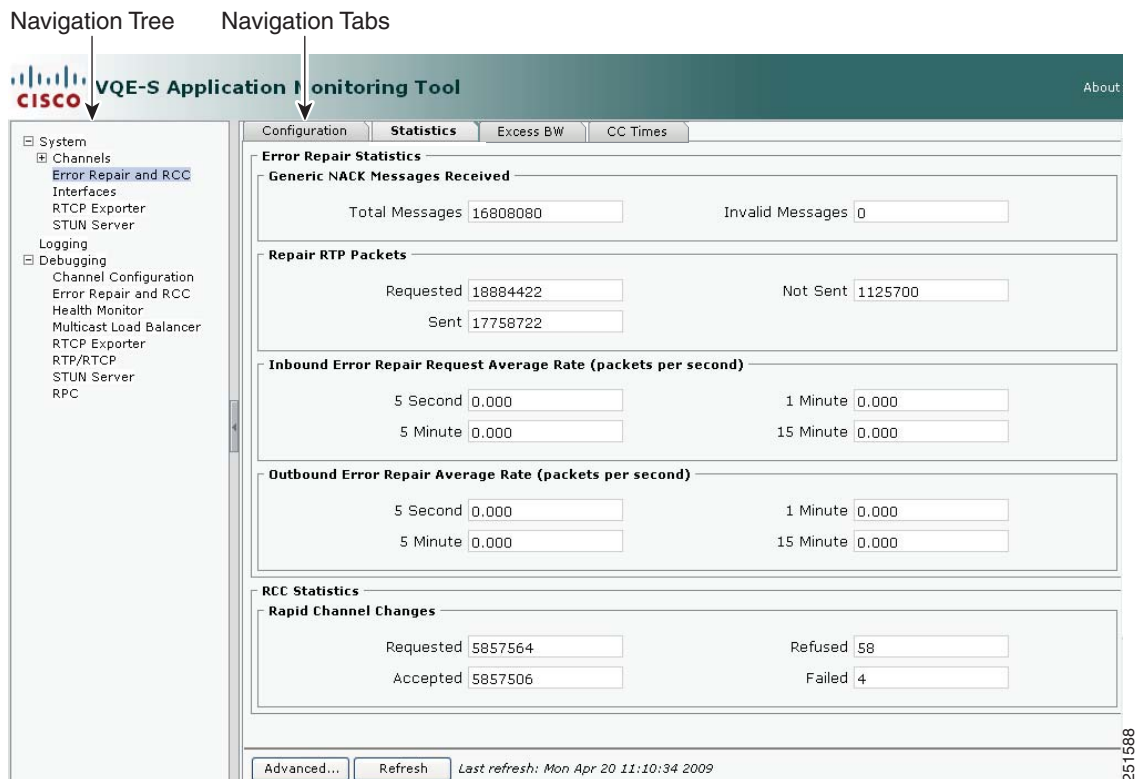 Navigation Tree Navigation Tabs
CISCO VQE-S Application Monitoring Tool About
System
Channels
Error Repair and RCC
Interfaces
RTCP Exporter
STUN Server
Logging
Debugging
Channel Configuration
Error Repair and RCC
Health Monitor
Multicast Load Balancer
RTCP Exporter
RTP/RTCP
STUN Server
RPC
Configuration Statistics Excess BW CC Times
Error Repair Statistics
Generic NACK Messages Received
Total Messages 16808080 Invalid Messages 0
Repair RTP Packets
Requested 18884422 Not Sent 1125700
Sent 17758722
Inbound Error Repair Request Average Rate (packets per second)
5 Second 0.000 1 Minute 0.000
5 Minute 0.000 15 Minute 0.000
Outbound Error Repair Average Rate (packets per second)
5 Second 0.000 1 Minute 0.000
5 Minute 0.000 15 Minute 0.000
RCC Statistics
Rapid Channel Changes
Requested 5857564 Refused 58
Accepted 5857506 Failed 4
Advanced... Refresh Last refresh: Mon Apr 20 11:10:34 2009
251588